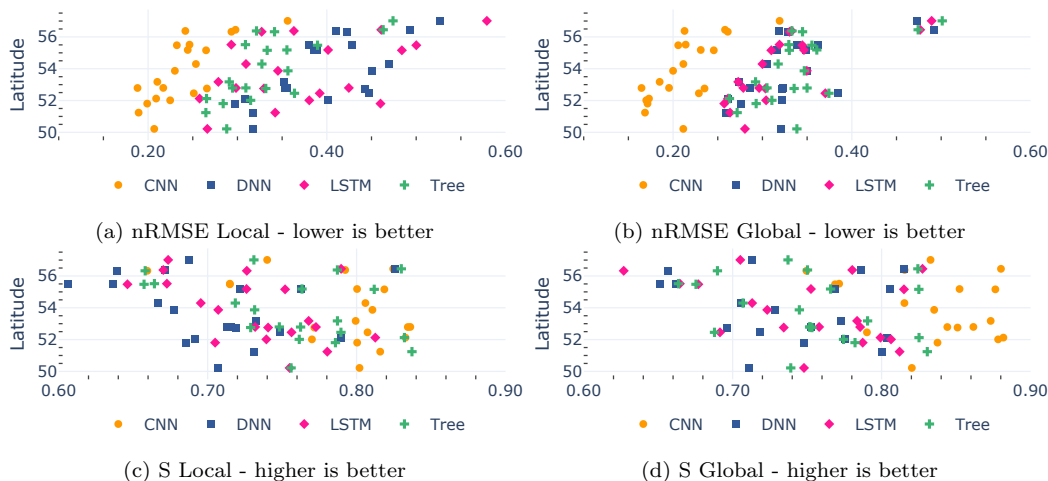 Latitude
56
54
52
50
0.20
0.40
0.60
CNN
DNN
LSTM
Tree
(a) nRMSE Local - lower is better
Latitude
56
54
52
50
0.20
0.40
0.60
CNN
DNN
LSTM
Tree
(b) nRMSE Global - lower is better
Latitude
56
54
52
50
0.60
0.70
0.80
0.90
CNN
DNN
LSTM
Tree
(c) S Local - higher is better
Latitude
56
54
52
50
0.60
0.70
0.80
0.90
CNN
DNN
LSTM
Tree
(d) S Global - higher is better